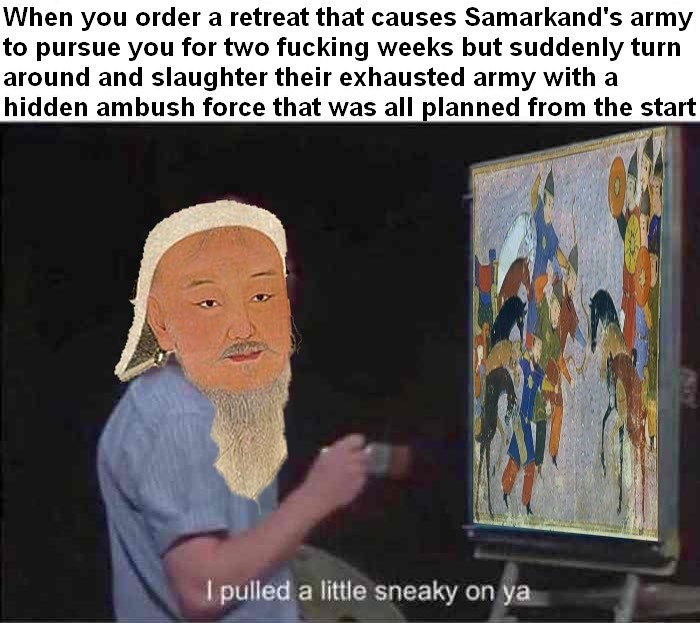 When you order a retreat that causes Samarkand's army
to pursue you for two fucking weeks but suddenly turn
around and slaughter their exhausted army with a
hidden ambush force that was all planned from the start
I pulled a little sneaky on ya